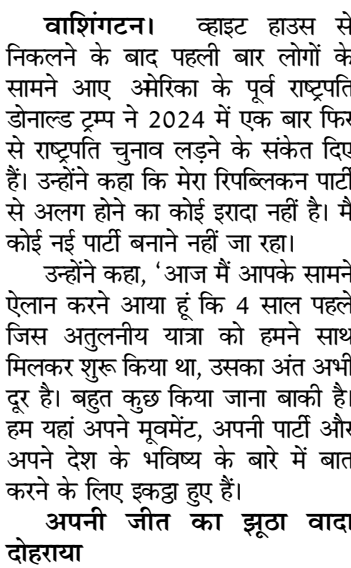 वाशिंगटन। व्हाइट हाउस से
निकलने के बाद पहली बार लोगों के
सामने आए अमेरिका के पूर्व राष्ट्रपति
डोनाल्ड ट्रम्प ने 2024 में एक बार फिर
से राष्ट्रपति चुनाव लड़ने के संकेत दिए
हैं। उन्होंने कहा कि मेरा रिपब्लिकन पार्टी
से अलग होने का कोई इरादा नहीं है। मैं
कोई नई पार्टी बनाने नहीं जा रहा।
उन्होंने कहा, ‘आज मैं आपके सामने
ऐलान करने आया हूं कि 4 साल पहले
जिस अतुलनीय यात्रा को हमने साथ
मिलकर शुरू किया था, उसका अंत अभी
दूर है। बहुत कुछ किया जाना बाकी है।
हम यहां अपने मूवमेंट, अपनी पार्टी और
अपने देश के भविष्य के बारे में बात
करने के लिए इकट्ठा हुए हैं।
अपनी जीत का झूठा वादा
दोहराया